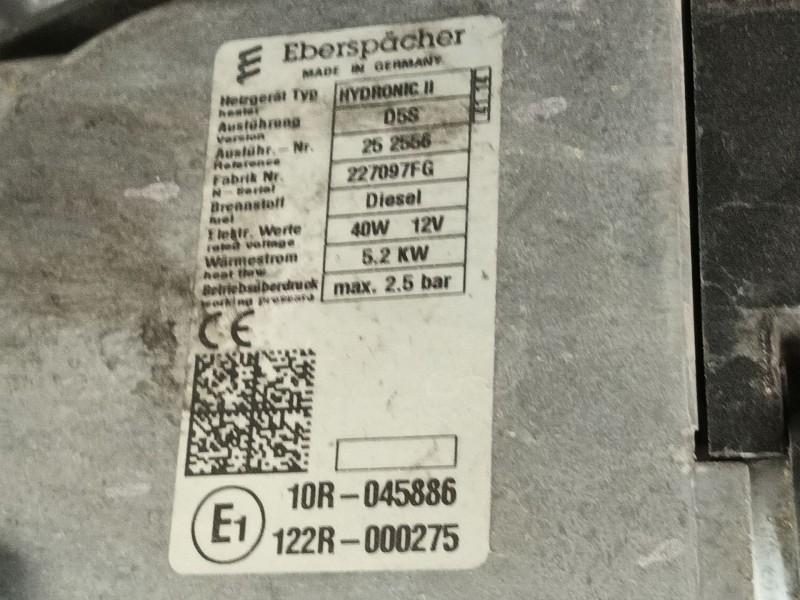 Eberspächer
MADE IN GERMANY
Heizgerät Typ HYDRONIC II
heater
Ausführung D5S
version
Ausführ. - Nr. 25 2556
Reference
Fabrik Nr. 227097FG
N - Serial
Brennstoff Diesel
fuel
Elektr. Werte 40W 12V
rated voltage
Wärmestrom 5.2 KW
heat flow
Betriebsüberdruck max. 2.5 bar
working pressure
CE
E1
10R-045886
122R-000275